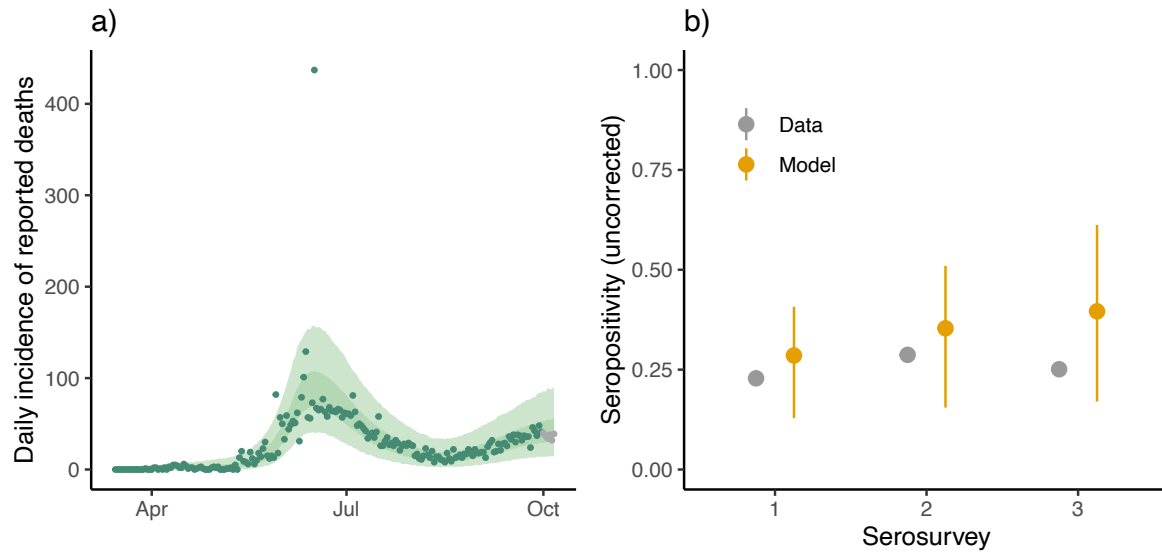 a)
Daily incidence of reported deaths
400
300
200
100
0
Apr
Jul
Oct
b)
Seropositivity (uncorrected)
1.00
0.75
0.50
0.25
0.00
Data
Model
1
2
3
Serosurvey